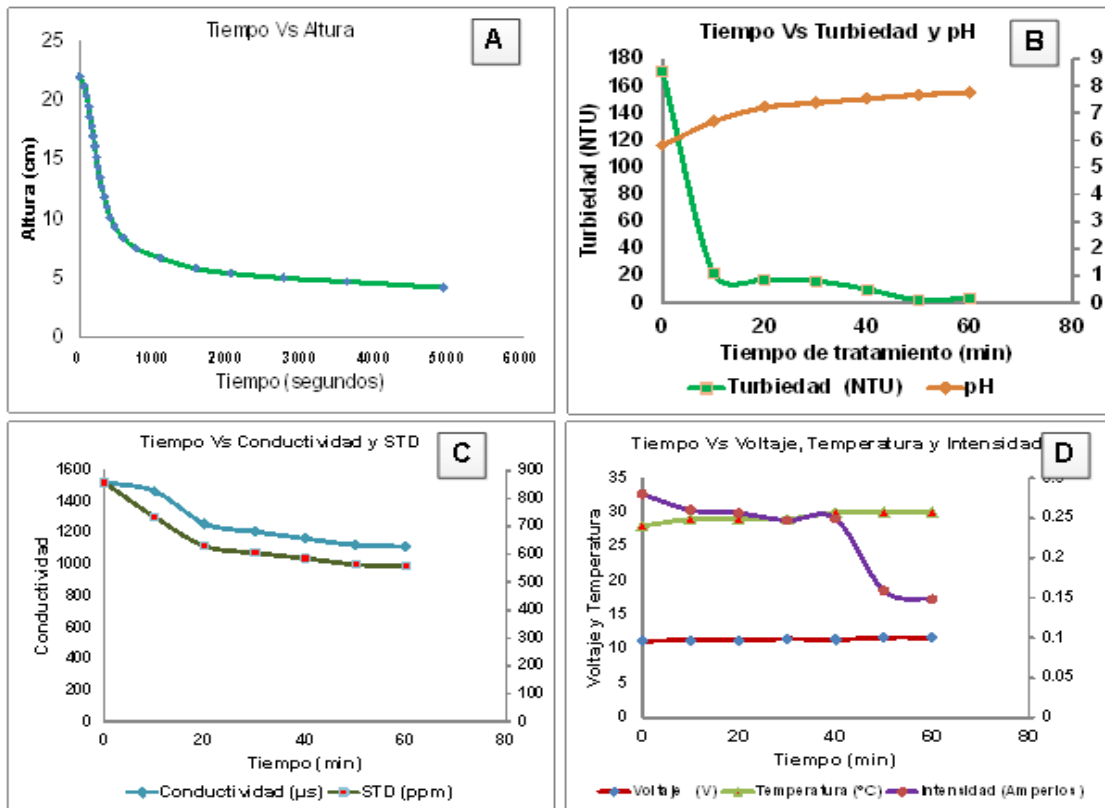 Tiempo Vs Altura
A
25
20
15
10
5
0
Altura (cm)
0 1000 2000 3000 4000 5000 6000
Tiempo (segundos)
Tiempo Vs Turbiedad y pH
B
180
160
140
120
100
80
60
40
20
0
Turbiedad (NTU)
9
8
7
6
5
4
3
2
1
0
0 20 40 60 80
Tiempo de tratamiento (min)
Turbiedad (NTU) pH
Tiempo Vs Conductividad y STD
C
1600
1400
1200
1000
800
600
400
200
0
Conductividad
900
800
700
600
500
400
300
200
100
0
0 20 40 60 80
Tiempo (min)
Conductividad (µs) STD (ppm)
Tiempo Vs Voltaje, Temperatura y Intensidad
D
35
30
25
20
15
10
5
0
Voltaje y Temperatura
0.25
0.2
0.15
0.1
0.05
0
0 20 40 60 80
Tiempo (min)
Voltaje (V) Temperatura (°C) Intensidad (Amperios)